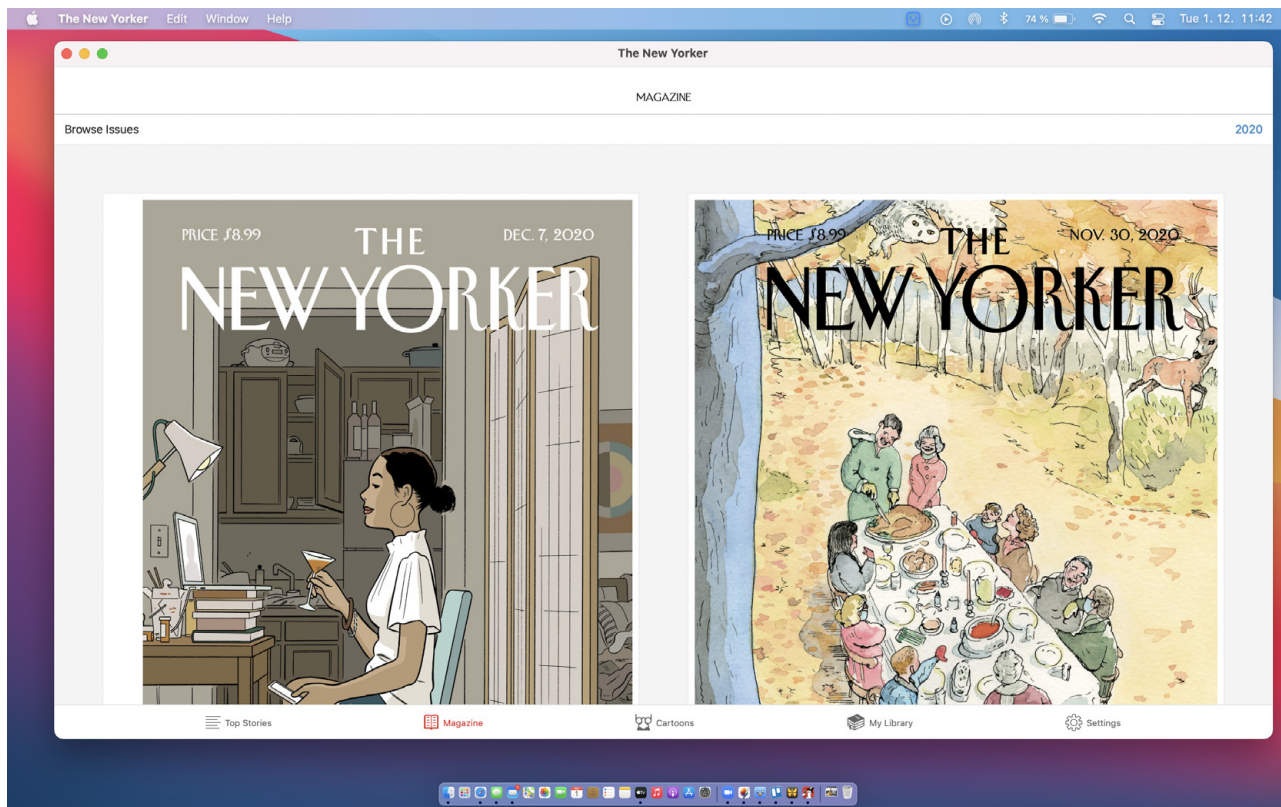 The New Yorker Edit Window Help 74 % Tue 1. 12. 11:42
The New Yorker
MAGAZINE
Browse Issues 2020
PRICE $8.99 THE DEC. 7, 2020
NEW YORKER
PRICE $8.99 THE NOV. 30, 2020
NEW YORKER
Top Stories Magazine Cartoons My Library Settings